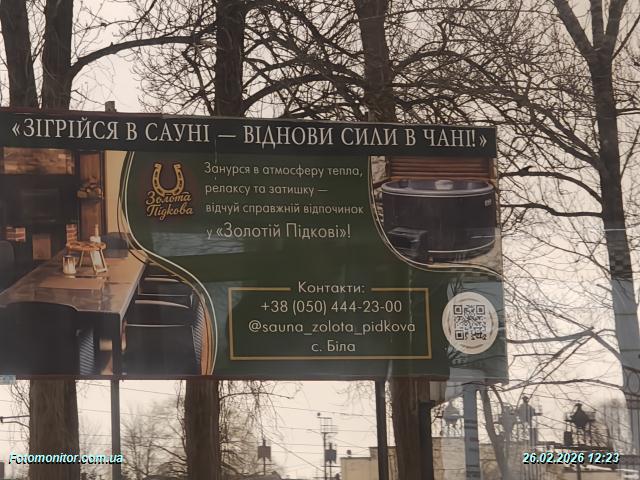 «ЗІГРІЙСЯ В САУНІ — ВІДНОВИ СИЛИ В ЧАНІ!»
Золота
Підкова
Занурся в атмосферу тепла,
релаксу та затишку —
відчуй справжній відпочинок
у «Золотій Підкові»!
Контакти:
+38 (050) 444-23-00
@sauna_zolota_pidkova
с. Біла
Fotomonitor.com.ua
26.02.2026 12:23